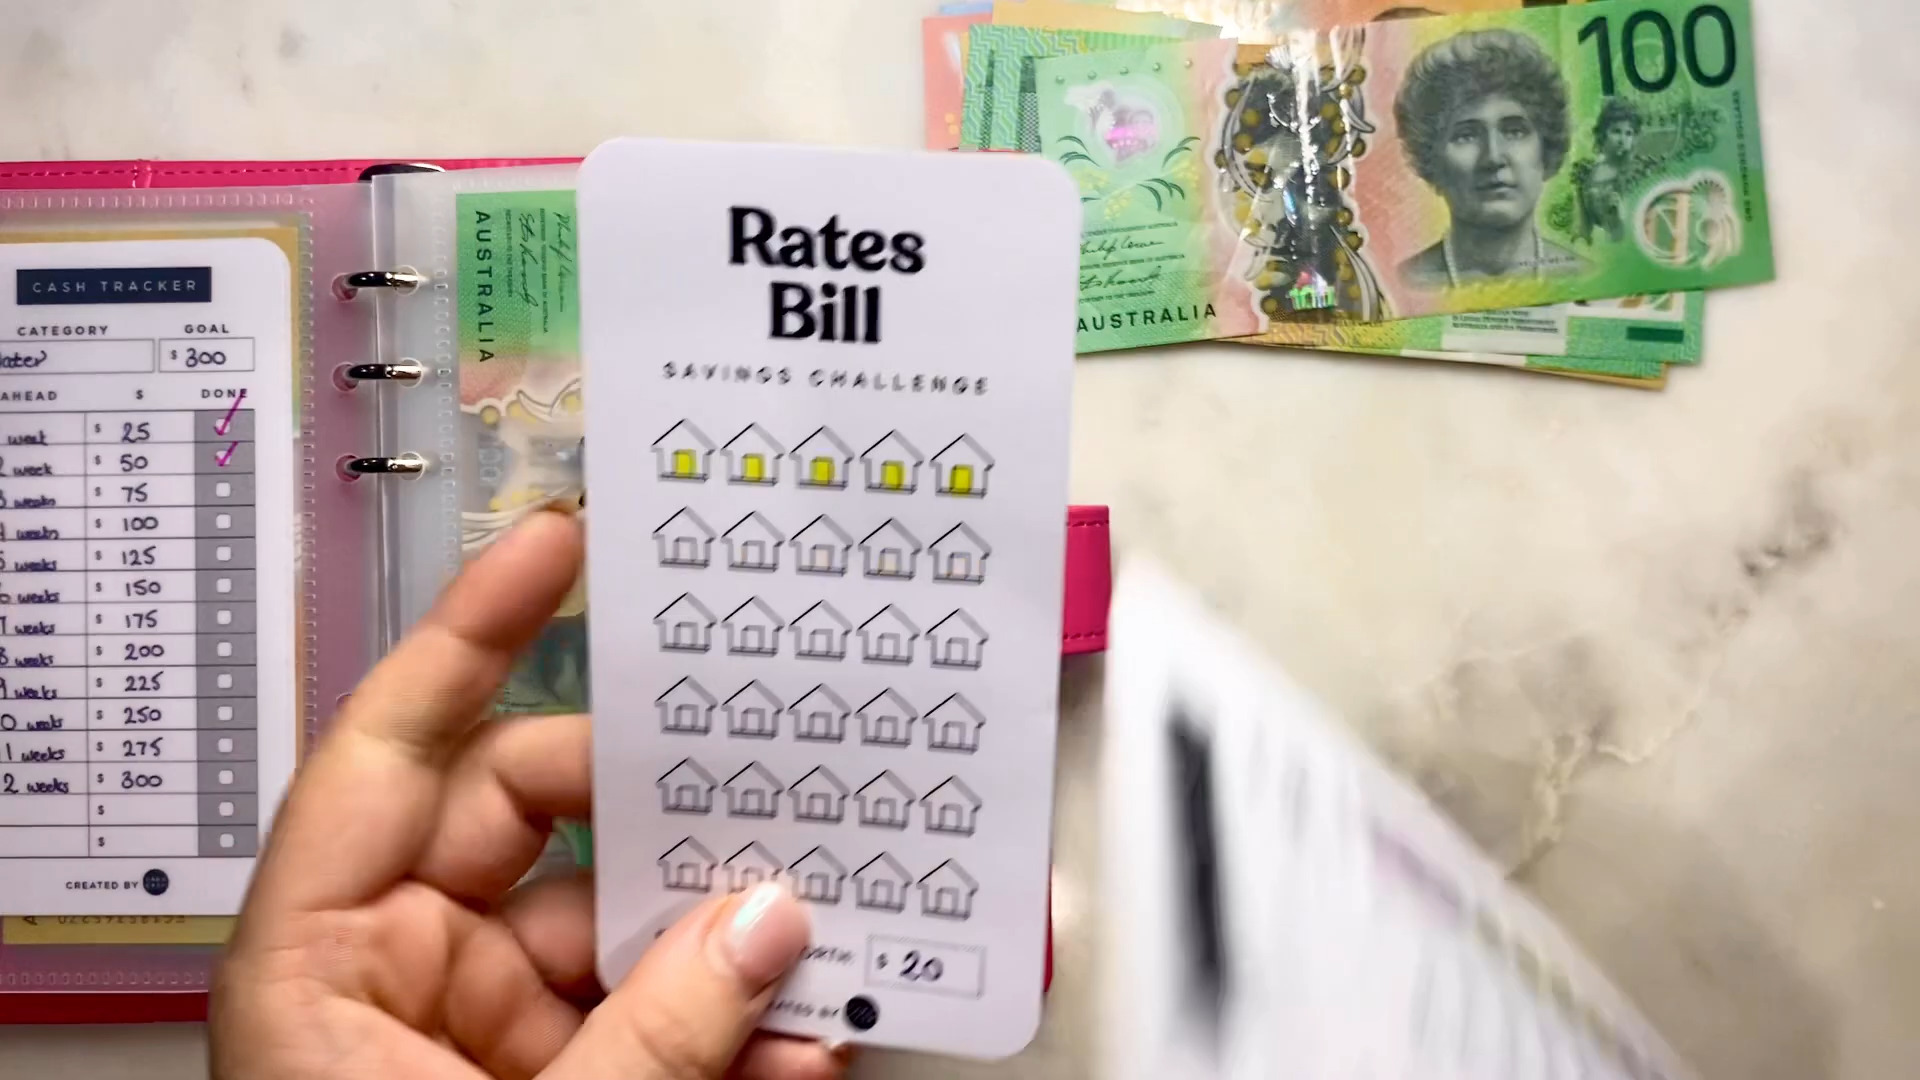 CASH TRACKER
CATEGORY GOAL
$ 300
AHEAD $ DONE
week $ 25
week $ 50
weeks $ 75
weeks $ 100
weeks $ 125
weeks $ 150
weeks $ 175
weeks $ 200
weeks $ 225
weeks $ 250
weeks $ 275
weeks $ 300
$
$
CREATED BY
AUSTRALIA
Rates
Bill
SAVINGS CHALLENGE
$ 20
BY
100
AUSTRALIA